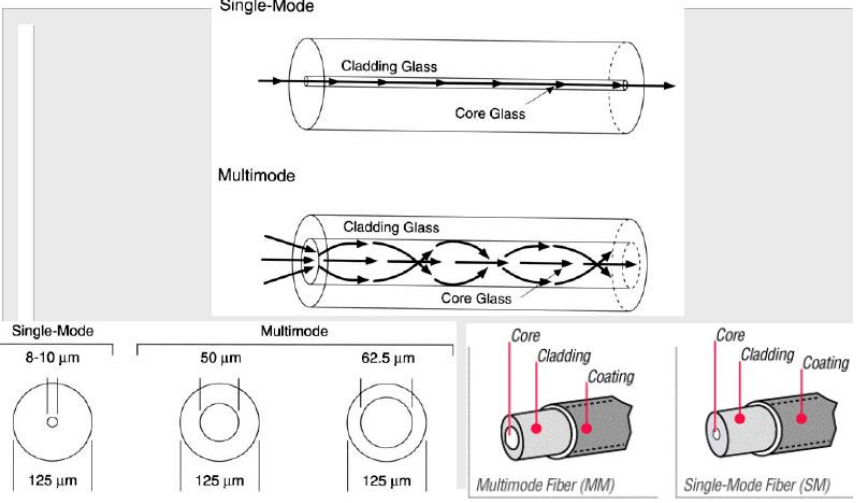 Single-Mode
Cladding Glass
Core Glass
Multimode
Cladding Glass
Core Glass
Single-Mode Multimode
8-10 µm 50 µm 62.5 µm
125 µm 125 µm 125 µm
Core
Cladding
Coating
Multimode Fiber (MM)
Core
Cladding
Coating
Single-Mode Fiber (SM)